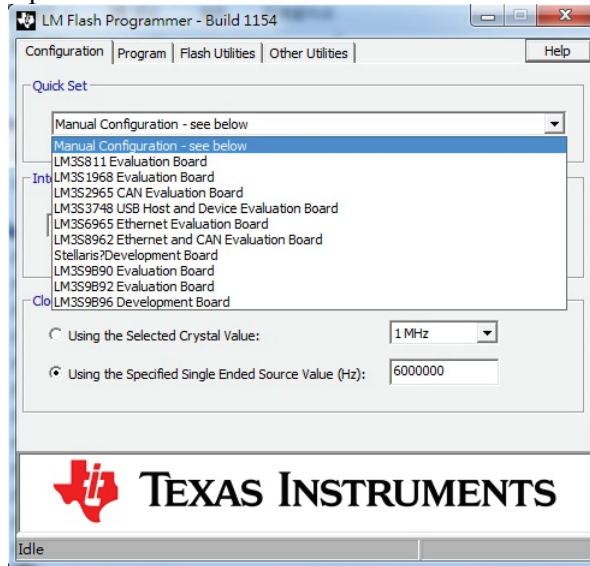 LM Flash Programmer - Build 1154
Configuration Program Flash Utilities Other Utilities Help
Quick Set
Manual Configuration - see below
Manual Configuration - see below
LM3S811 Evaluation Board
LM3S1968 Evaluation Board
LM3S2965 CAN Evaluation Board
LM3S3748 USB Host and Device Evaluation Board
LM3S6965 Ethernet Evaluation Board
LM3S8962 Ethernet and CAN Evaluation Board
Stellaris?Development Board
LM3S9B90 Evaluation Board
LM3S9B92 Evaluation Board
LM3S9B96 Development Board
Using the Selected Crystal Value: 1 MHz
Using the Specified Single Ended Source Value (Hz): 6000000
TEXAS INSTRUMENTS
Idle